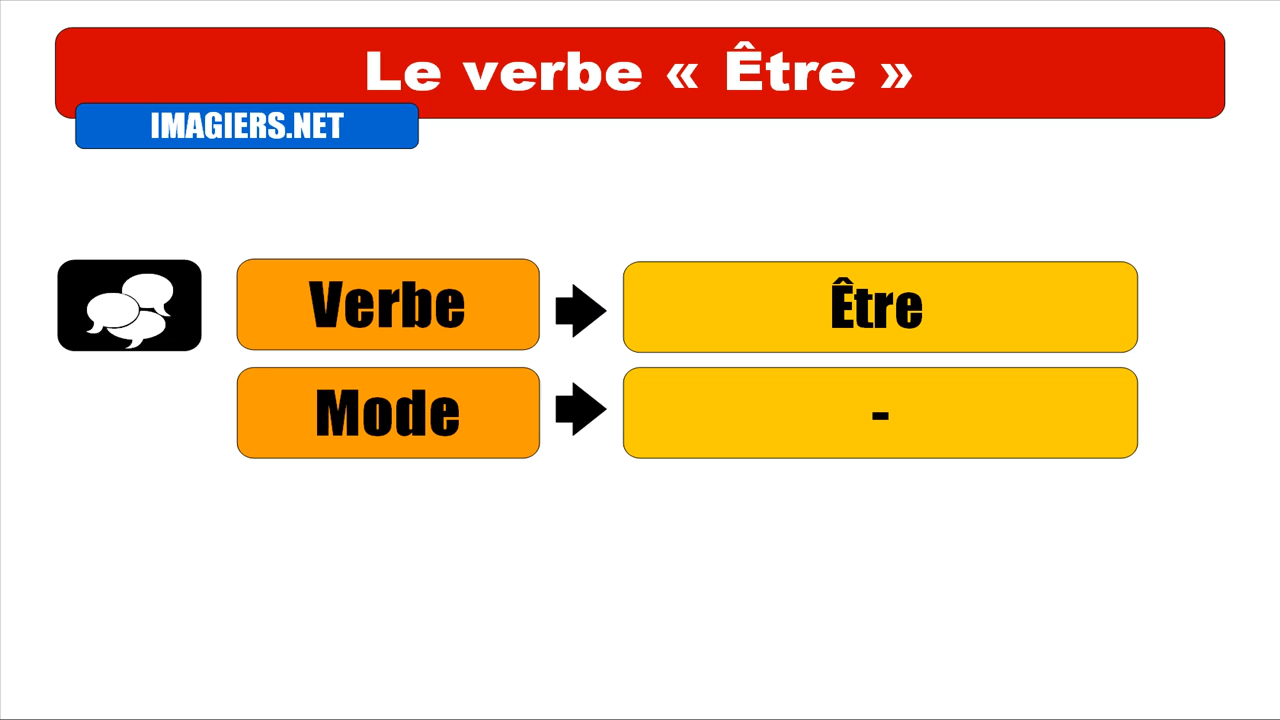 Le verbe « Être »
IMAGIERS.NET
Verbe
Être
Mode
-